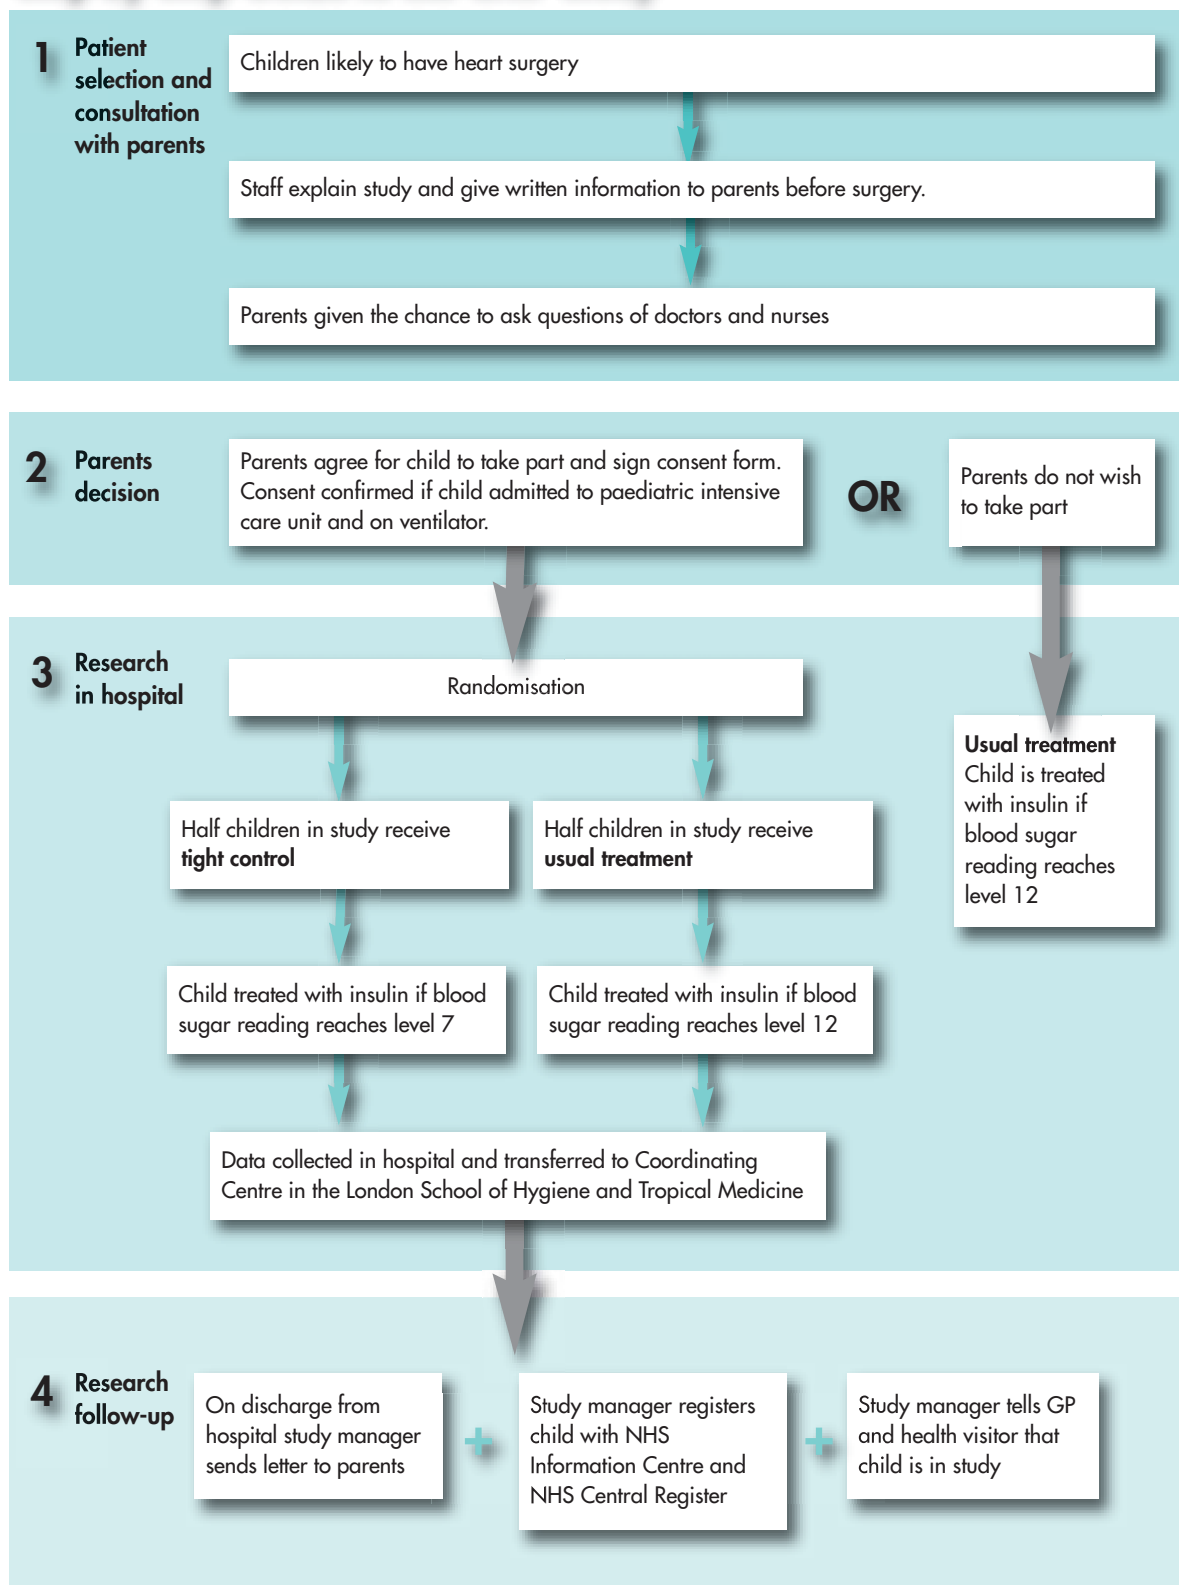 1 Patient
selection and
consultation
with parents
Children likely to have heart surgery
Staff explain study and give written information to parents before surgery.
Parents given the chance to ask questions of doctors and nurses
2 Parents
decision
Parents agree for child to take part and sign consent form.
Consent confirmed if child admitted to paediatric intensive
care unit and on ventilator.
OR
Parents do not wish
to take part
3 Research
in hospital
Randomisation
Half children in study receive
tight control
Half children in study receive
usual treatment
Usual treatment
Child is treated
with insulin if
blood sugar
reading reaches
level 12
Child treated with insulin if blood
sugar reading reaches level 7
Child treated with insulin if blood
sugar reading reaches level 12
Data collected in hospital and transferred to Coordinating
Centre in the London School of Hygiene and Tropical Medicine
4 Research
follow-up
On discharge from
hospital study manager
sends letter to parents
+
Study manager registers
child with NHS
Information Centre and
NHS Central Register
+
Study manager tells GP
and health visitor that
child is in study